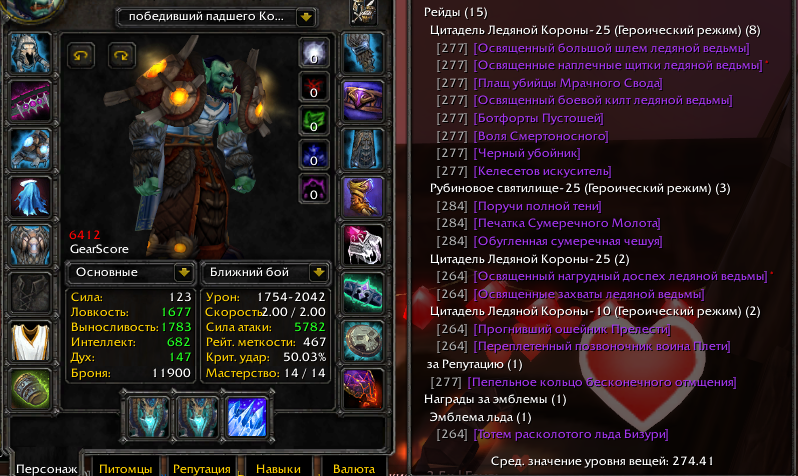 победивший падшего Ко...
0
0
0
0
0
6412
GearScore
Основные
Ближний бой
Сила: 123
Ловкость: 1677
Выносливость: 1783
Интеллект: 682
Дух: 147
Броня: 11900
Урон: 1754-2042
Скорость 2.00 / 2.00
Сила атаки: 5782
Рейт. меткости: 467
Крит. удар: 50.03%
Мастерство: 14 / 14
Персонаж
Питомцы
Репутация
Навыки
Валюта
Рейды (15)
Цитадель Ледяной Короны-25 (Героический режим) (8)
[277] [Освященный большой шлем ледяной ведьмы]
[277] [Освященные наплечные щитки ледяной ведьмы]*
[277] [Плащ убийцы Мрачного Свода]
[277] [Освященный боевой килт ледяной ведьмы]
[277] [Ботфорты Пустошей]
[277] [Воля Смертоносного]
[277] [Черный убойник]
[277] [Келесетов искуситель]
Рубиновое святилище-25 (Героический режим) (3)
[284] [Поручи полной тени]
[284] [Печатка Сумеречного Молота]
[284] [Обугленная сумеречная чешуя]
Цитадель Ледяной Короны-25 (2)
[264] [Освященный нагрудный доспех ледяной ведьмы]*
[264] [Освященные захваты ледяной ведьмы]
Цитадель Ледяной Короны-10 (Героический режим) (2)
[264] [Прогнивший ошейник Прелести]
[264] [Переплетенный позвоночник воина Плети]
за Репутацию (1)
[277] [Пепельное кольцо бесконечного отмщения]
Награды за эмблемы (1)
Эмблема льда (1)
[264] [Тотем расколотого льда Бизури]
Сред. значение уровня вещей: 274.41